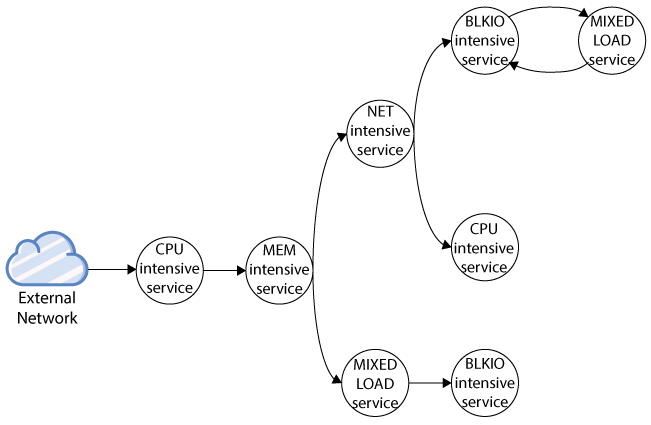 BLKIO
intensive
service
MIXED
LOAD
service
NET
intensive
service
CPU
intensive
service
MEM
intensive
service
CPU
intensive
service
External
Network
MIXED
LOAD
service
BLKIO
intensive
service